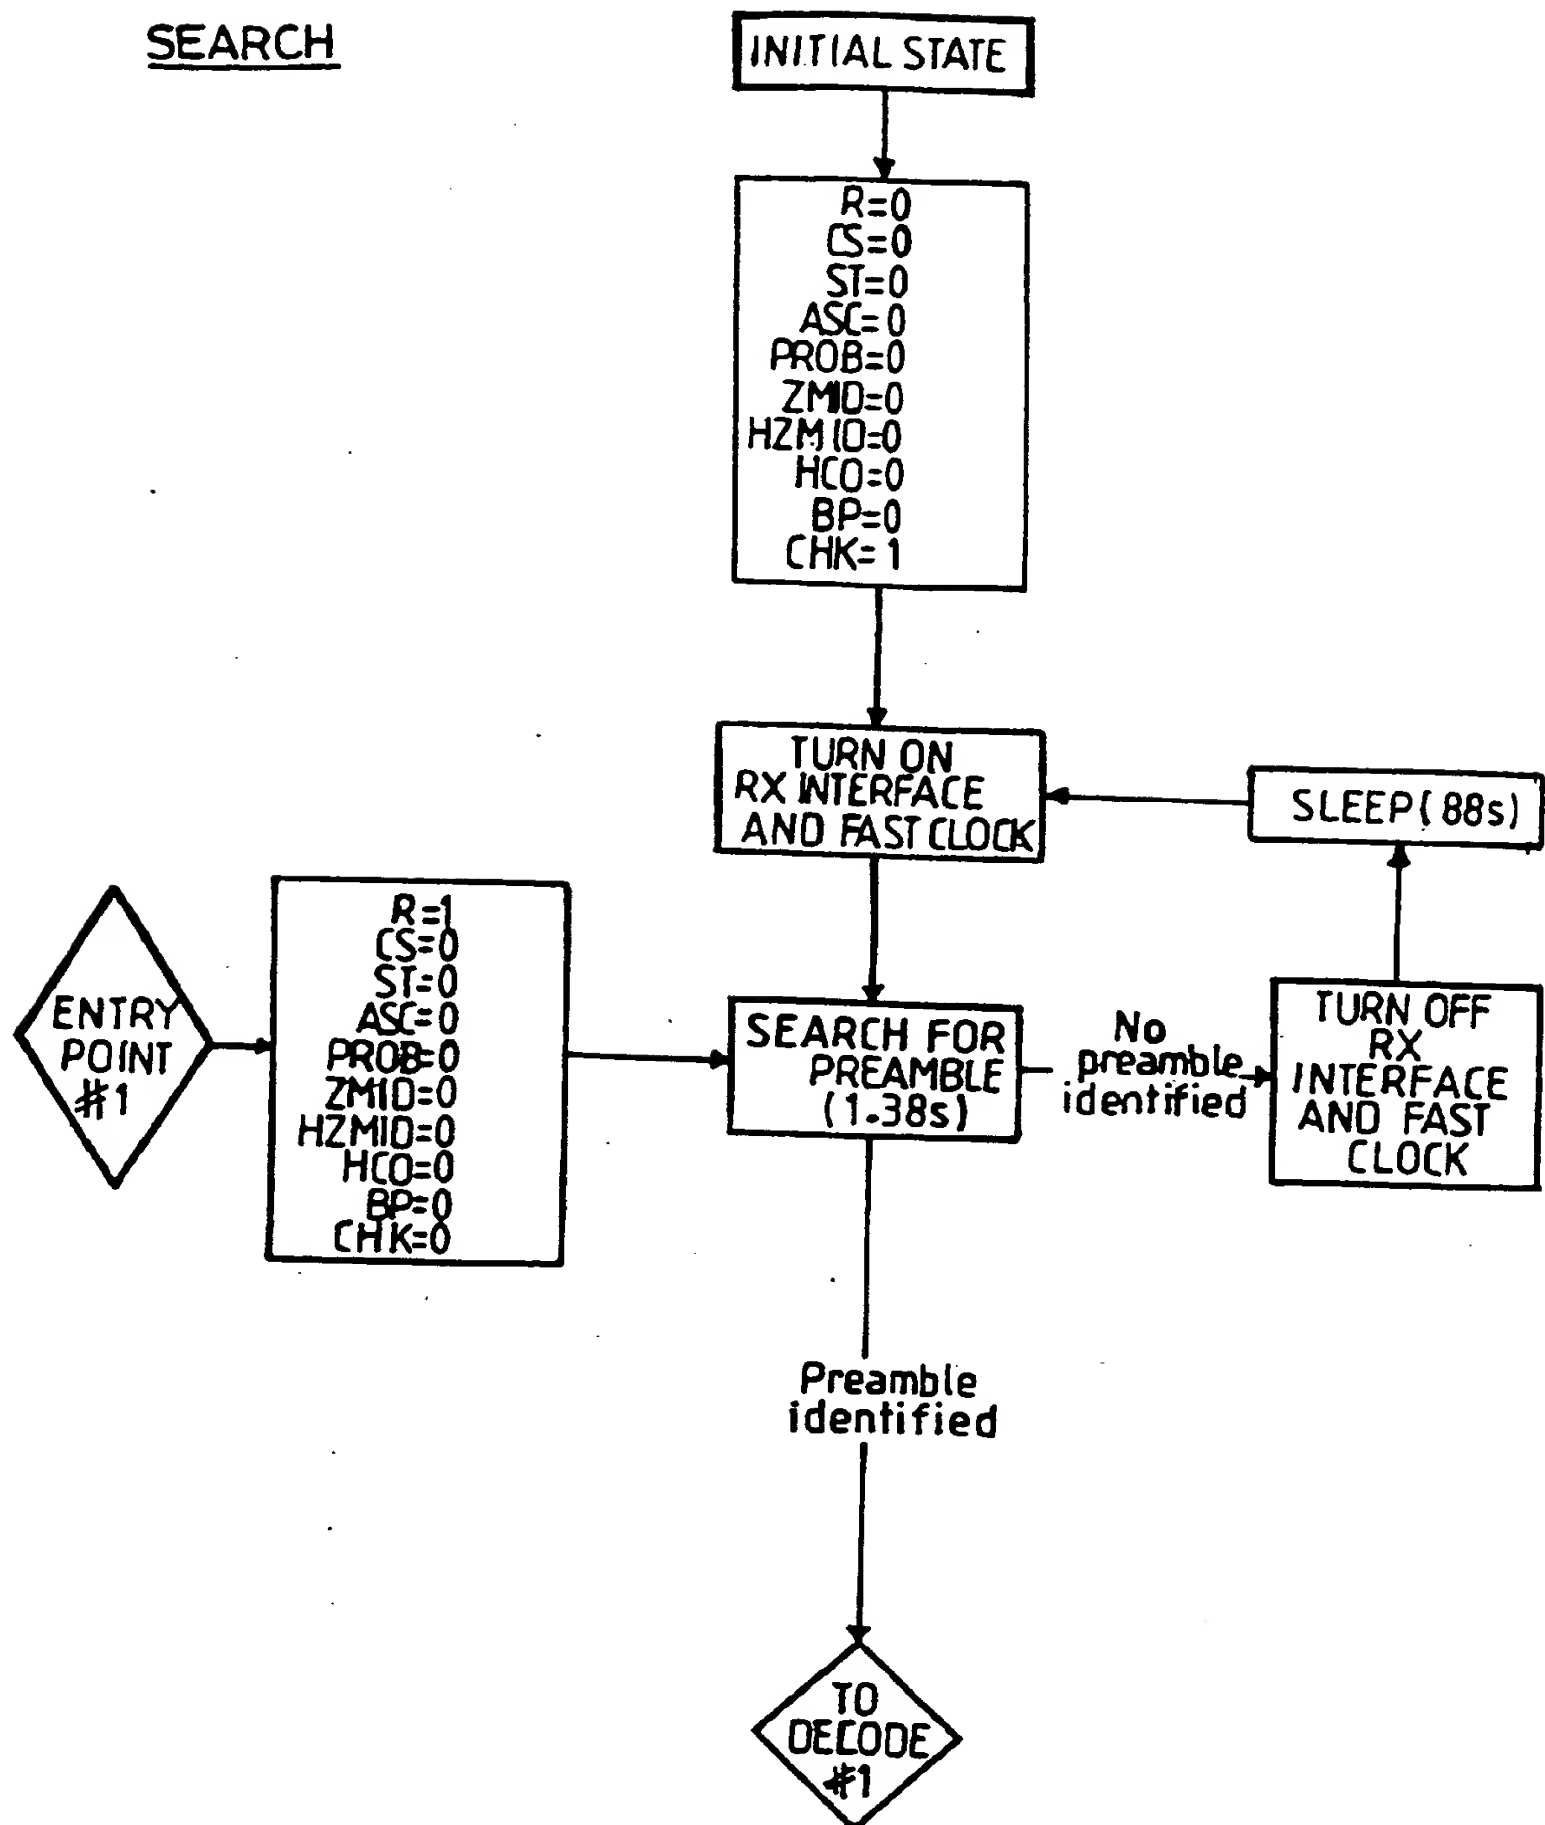 SEARCH
INITIAL STATE
R=0
CS=0
ST=0
ASC=0
PROB=0
ZMID=0
HZMID=0
HCO=0
BP=0
CHK=1
TURN ON
RX INTERFACE
AND FAST CLOCK
SLEEP(88s)
ENTRY
POINT
#1
R=1
CS=0
ST=0
ASC=0
PROB=0
ZMID=0
HZMID=0
HCO=0
BP=0
CHK=0
SEARCH FOR
PREAMBLE
(1.38s)
No
preamble
identified
TURN OFF
RX
INTERFACE
AND FAST
CLOCK
Preamble
identified
TO
DECODE
#1